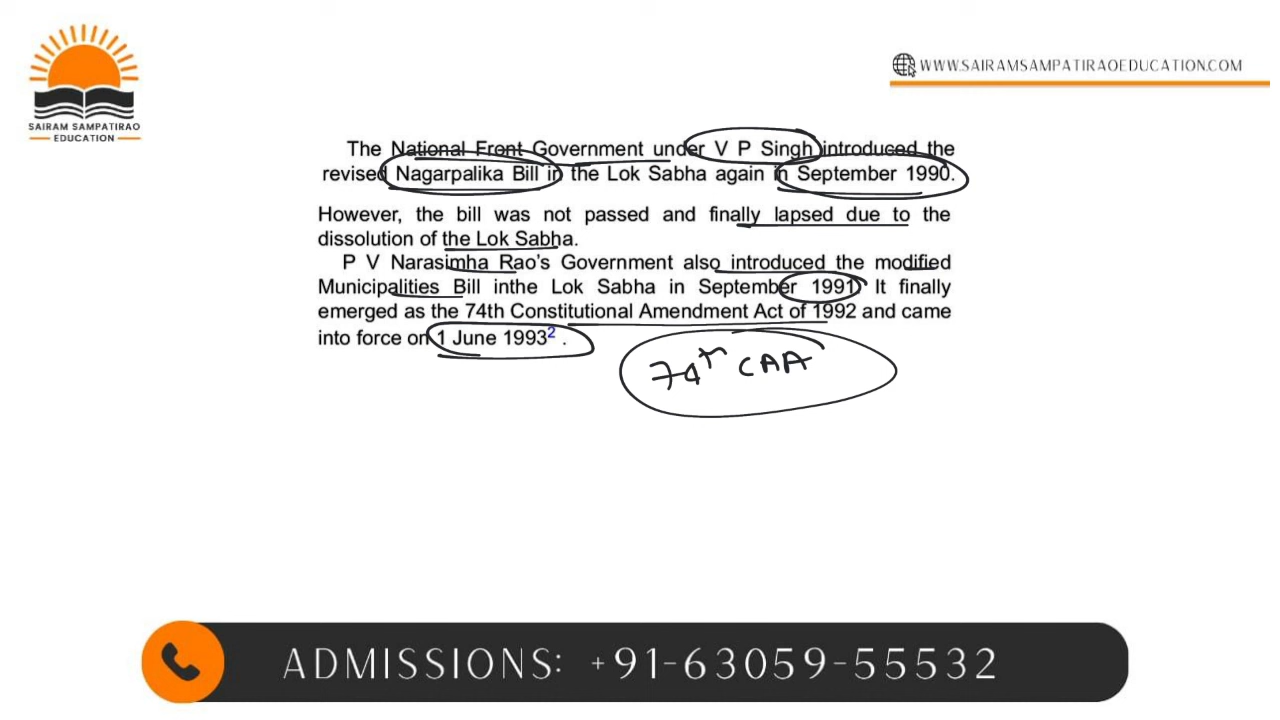 SAIRAM SAMPATIRAO
EDUCATION
WWW.SAIRAMSAMPATIRAOEDUCATION.COM
The National Front Government under V P Singh introduced the
revised Nagarpalika Bill in the Lok Sabha again in September 1990.
However, the bill was not passed and finally lapsed due to the
dissolution of the Lok Sabha.
P V Narasimha Rao's Government also introduced the modified
Municipalities Bill inthe Lok Sabha in September 1991. It finally
emerged as the 74th Constitutional Amendment Act of 1992 and came
into force on 1 June 1993² .
74th CAA
ADMISSIONS: +91-63059-55532